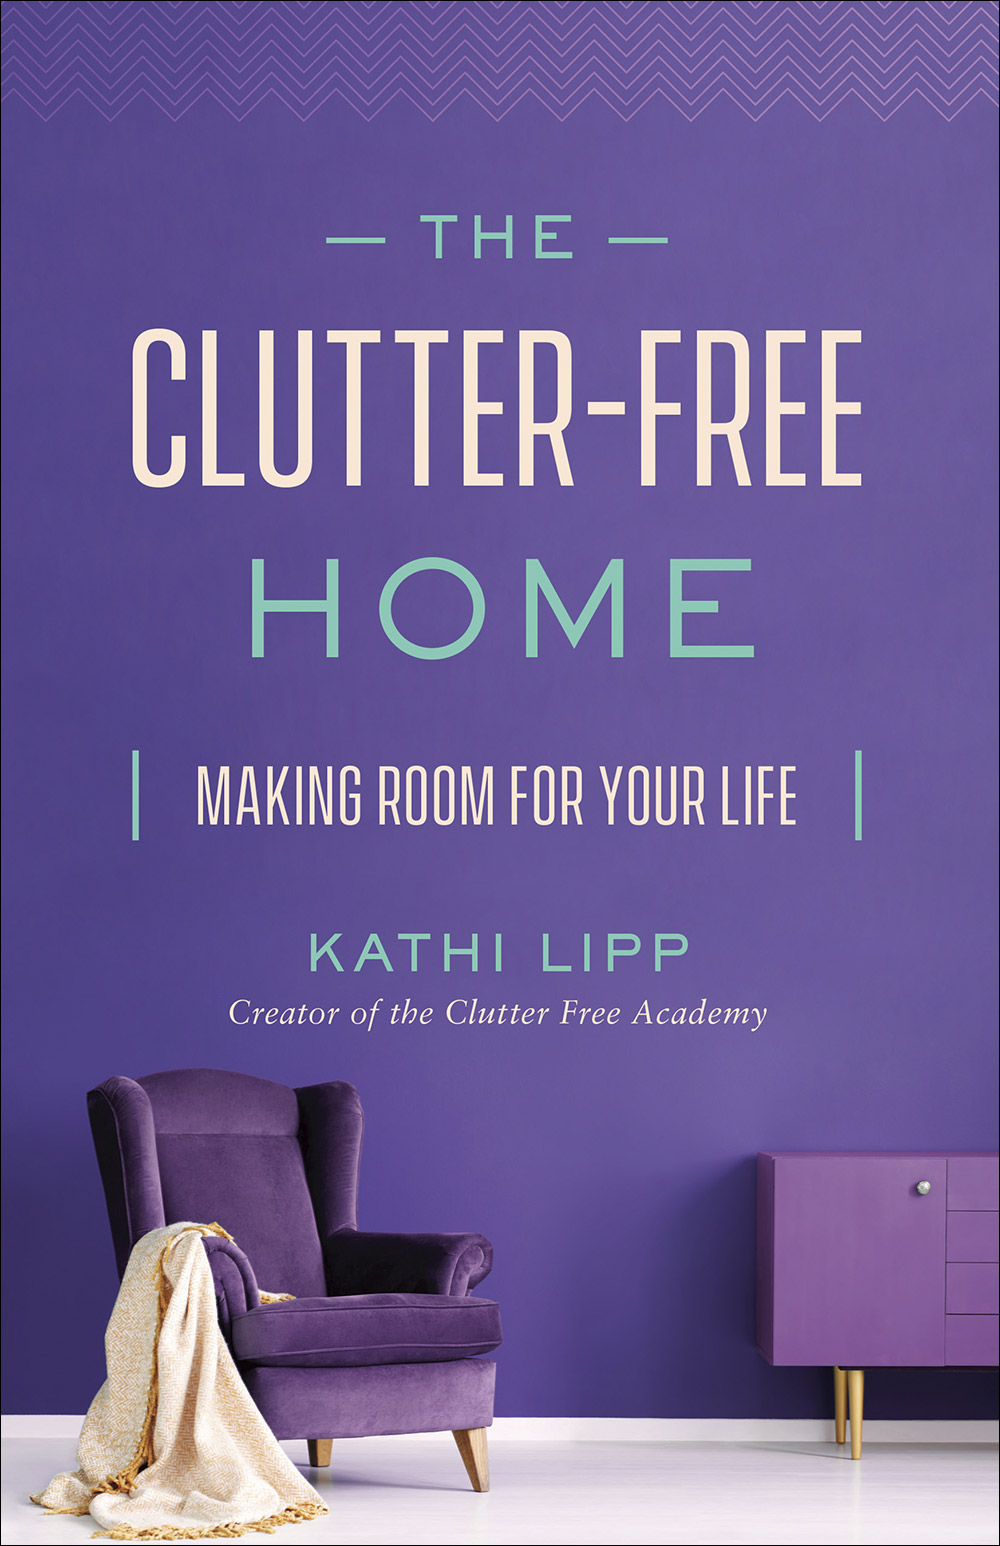 THE
CLUTTER-FREE
HOME
MAKING ROOM FOR YOUR LIFE
KATHI LIPP
Creator of the Clutter Free Academy